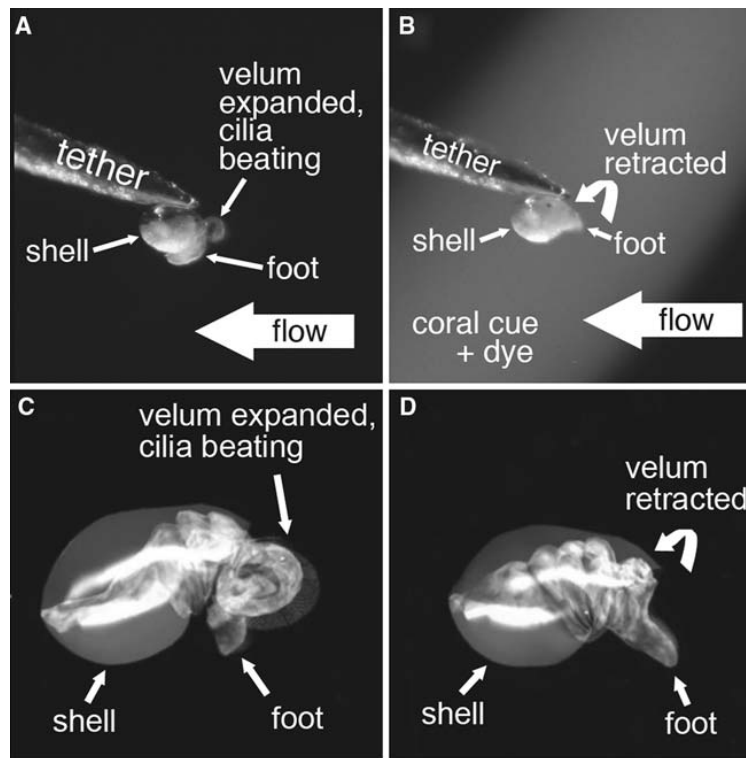 A
velum
expanded,
cilia
beating
tether
shell
foot
flow
B
velum
retracted
tether
shell
foot
flow
coral cue
+ dye
C
velum expanded,
cilia beating
shell
foot
D
velum
retracted
shell
foot